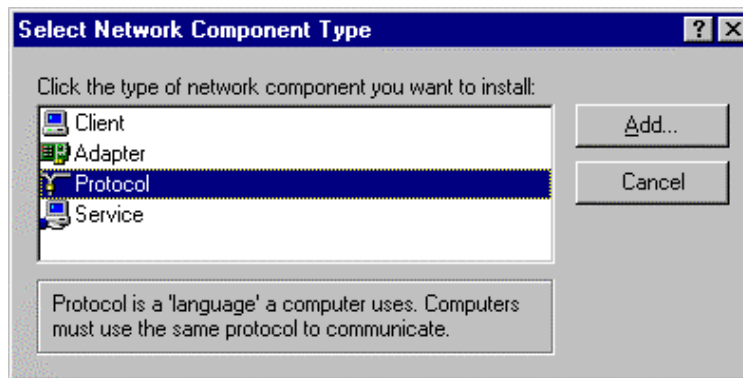 Select Network Component Type
Click the type of network component you want to install:
Client
Adapter
Protocol
Service
Add...
Cancel
Protocol is a 'language' a computer uses. Computers
must use the same protocol to communicate.